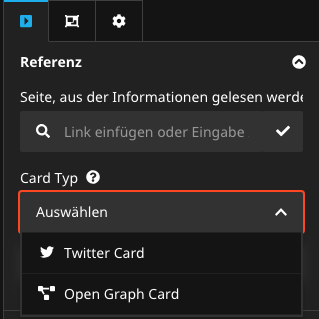 Referenz
Seite, aus der Informationen gelesen werde
Link einfügen oder Eingabe
Card Typ
Auswählen
Twitter Card
Open Graph Card